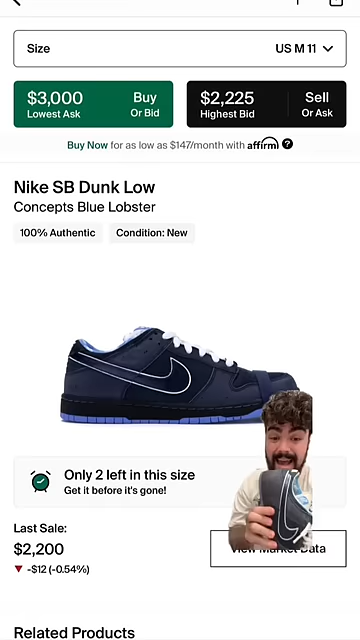 Size US M 11
$3,000 Buy $2,225 Sell
Lowest Ask Or Bid Highest Bid Or Ask
Buy Now for as low as $147/month with affirm ?
Nike SB Dunk Low
Concepts Blue Lobster
100% Authentic Condition: New
Only 2 left in this size
Get it before it's gone!
Last Sale:
$2,200 View Market Data
▼ -$12 (-0.54%)
Related Products